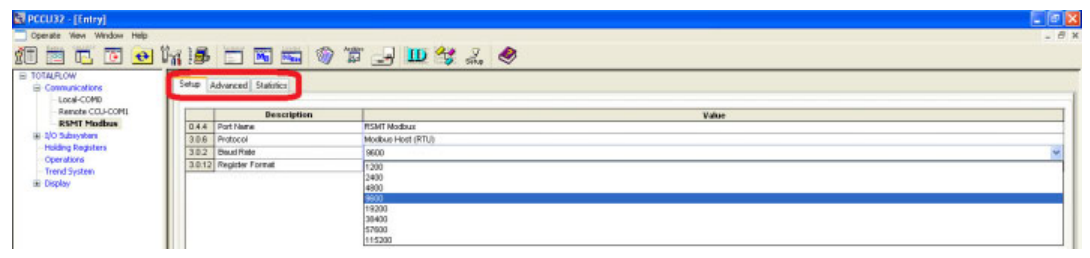 PCCU32 - [Entry]
Operate View Window Help
ID
Setup
TOTALFLOW
Communications
Local-COM0
Remote CCU-COM1
RSMT Modbus
I/O Subsystem
Holding Registers
Operations
Trend System
Display
Setup Advanced Statistics
Description Value
0.4.4 Port Name RSMT Modbus
3.0.6 Protocol Modbus Host (RTU)
3.0.2 Baud Rate 9600
3.0.12 Register Format
1200
2400
4800
9600
19200
38400
57600
115200